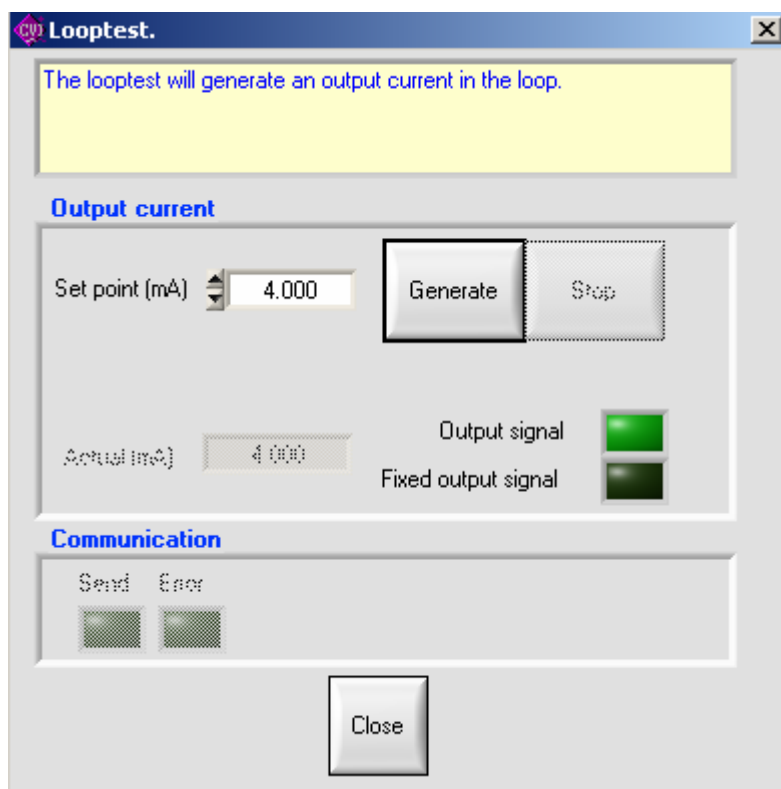 CVI Looptest.
The looptest will generate an output current in the loop.
Output current
Set point (mA) 4.000 Generate Stop
Output signal
Actual (mA) 4.000
Fixed output signal
Communication
Send Error
Close